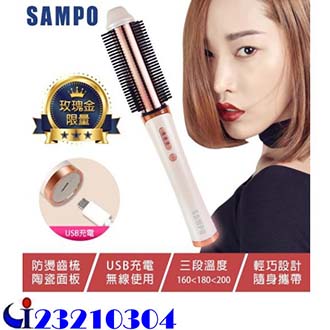 SAMPO
玫瑰金
限量
SAMPO
USB充電
防燙齒梳
陶瓷面板
USB充電
無線使用
三段溫度
160<180<200
輕巧設計
隨身攜帶
23210304